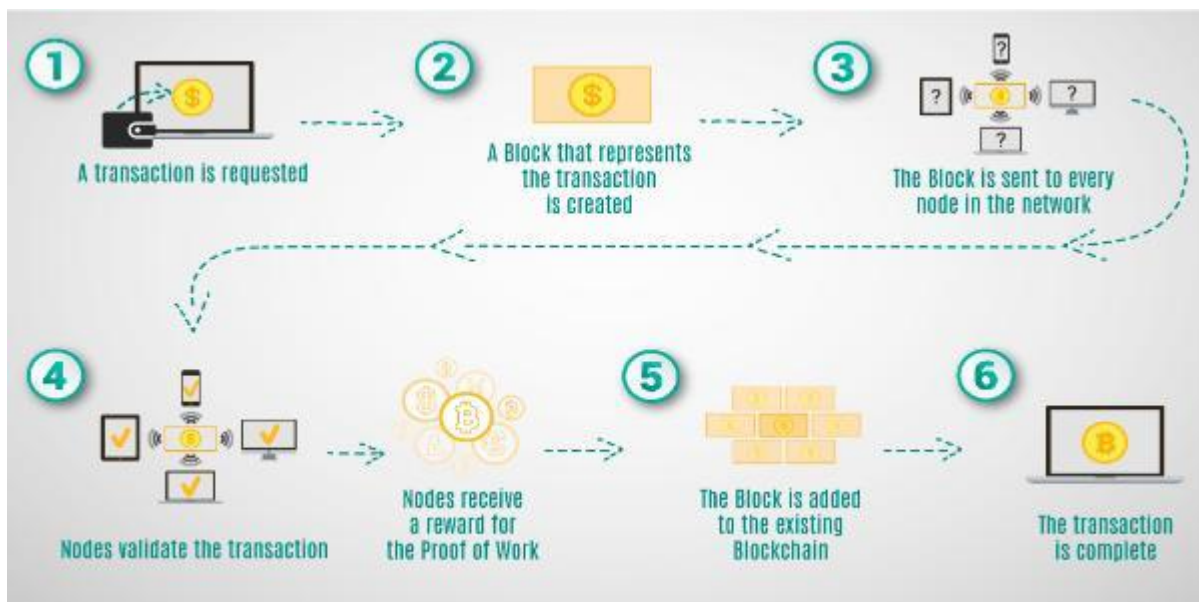 1
A transaction is requested
2
A Block that represents
the transaction
is created
3
The Block is sent to every
node in the network
4
Nodes validate the transaction
Nodes receive
a reward for
the Proof of Work
5
The Block is added
to the existing
Blockchain
6
The transaction
is complete